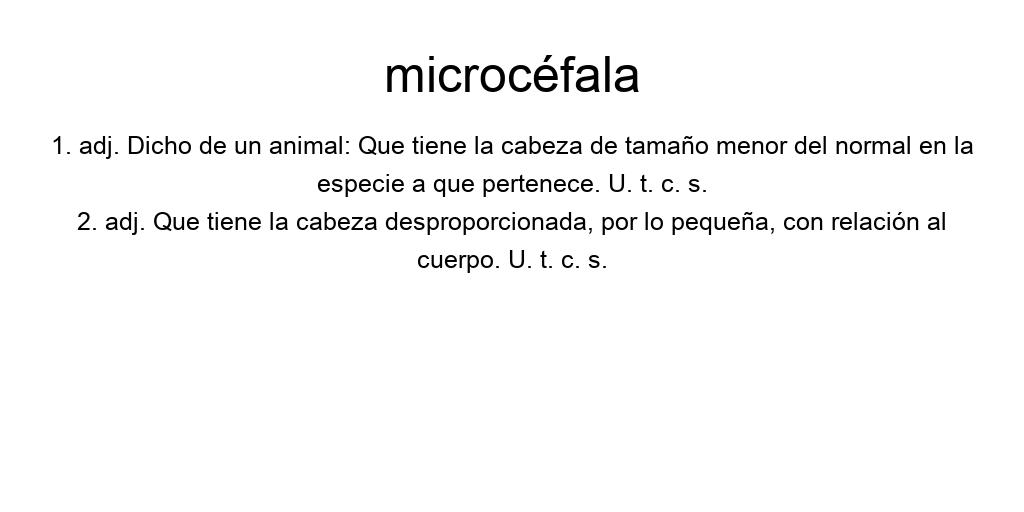 microcéfala
1. adj. Dicho de un animal: Que tiene la cabeza de tamaño menor del normal en la
especie a que pertenece. U. t. c. s.
2. adj. Que tiene la cabeza desproporcionada, por lo pequeña, con relación al
cuerpo. U. t. c. s.